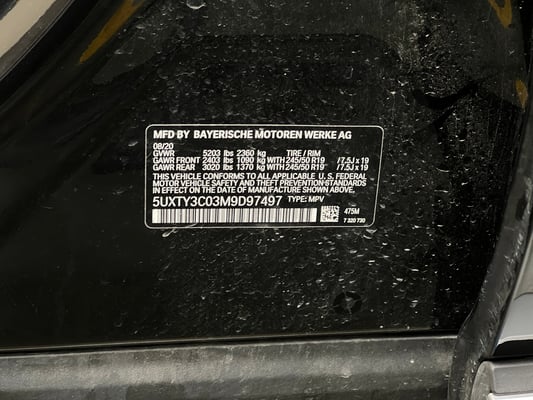 MFD BY BAYERISCHE MOTOREN WERKE AG
08/20
GVWR 5203 lbs 2360 kg TIRE / RIM
GAWR FRONT 2403 lbs 1090 kg WITH 245/50 R19 /7.5J x 19
GAWR REAR 3020 lbs 1370 kg WITH 245/50 R19 /7.5J x 19
THIS VEHICLE CONFORMS TO ALL APPLICABLE U. S. FEDERAL
MOTOR VEHICLE SAFETY AND THEFT PREVENTION STANDARDS
IN EFFECT ON THE DATE OF MANUFACTURE SHOWN ABOVE.
5UXTY3C03M9D97497 TYPE: MPV
475M
7 320 730